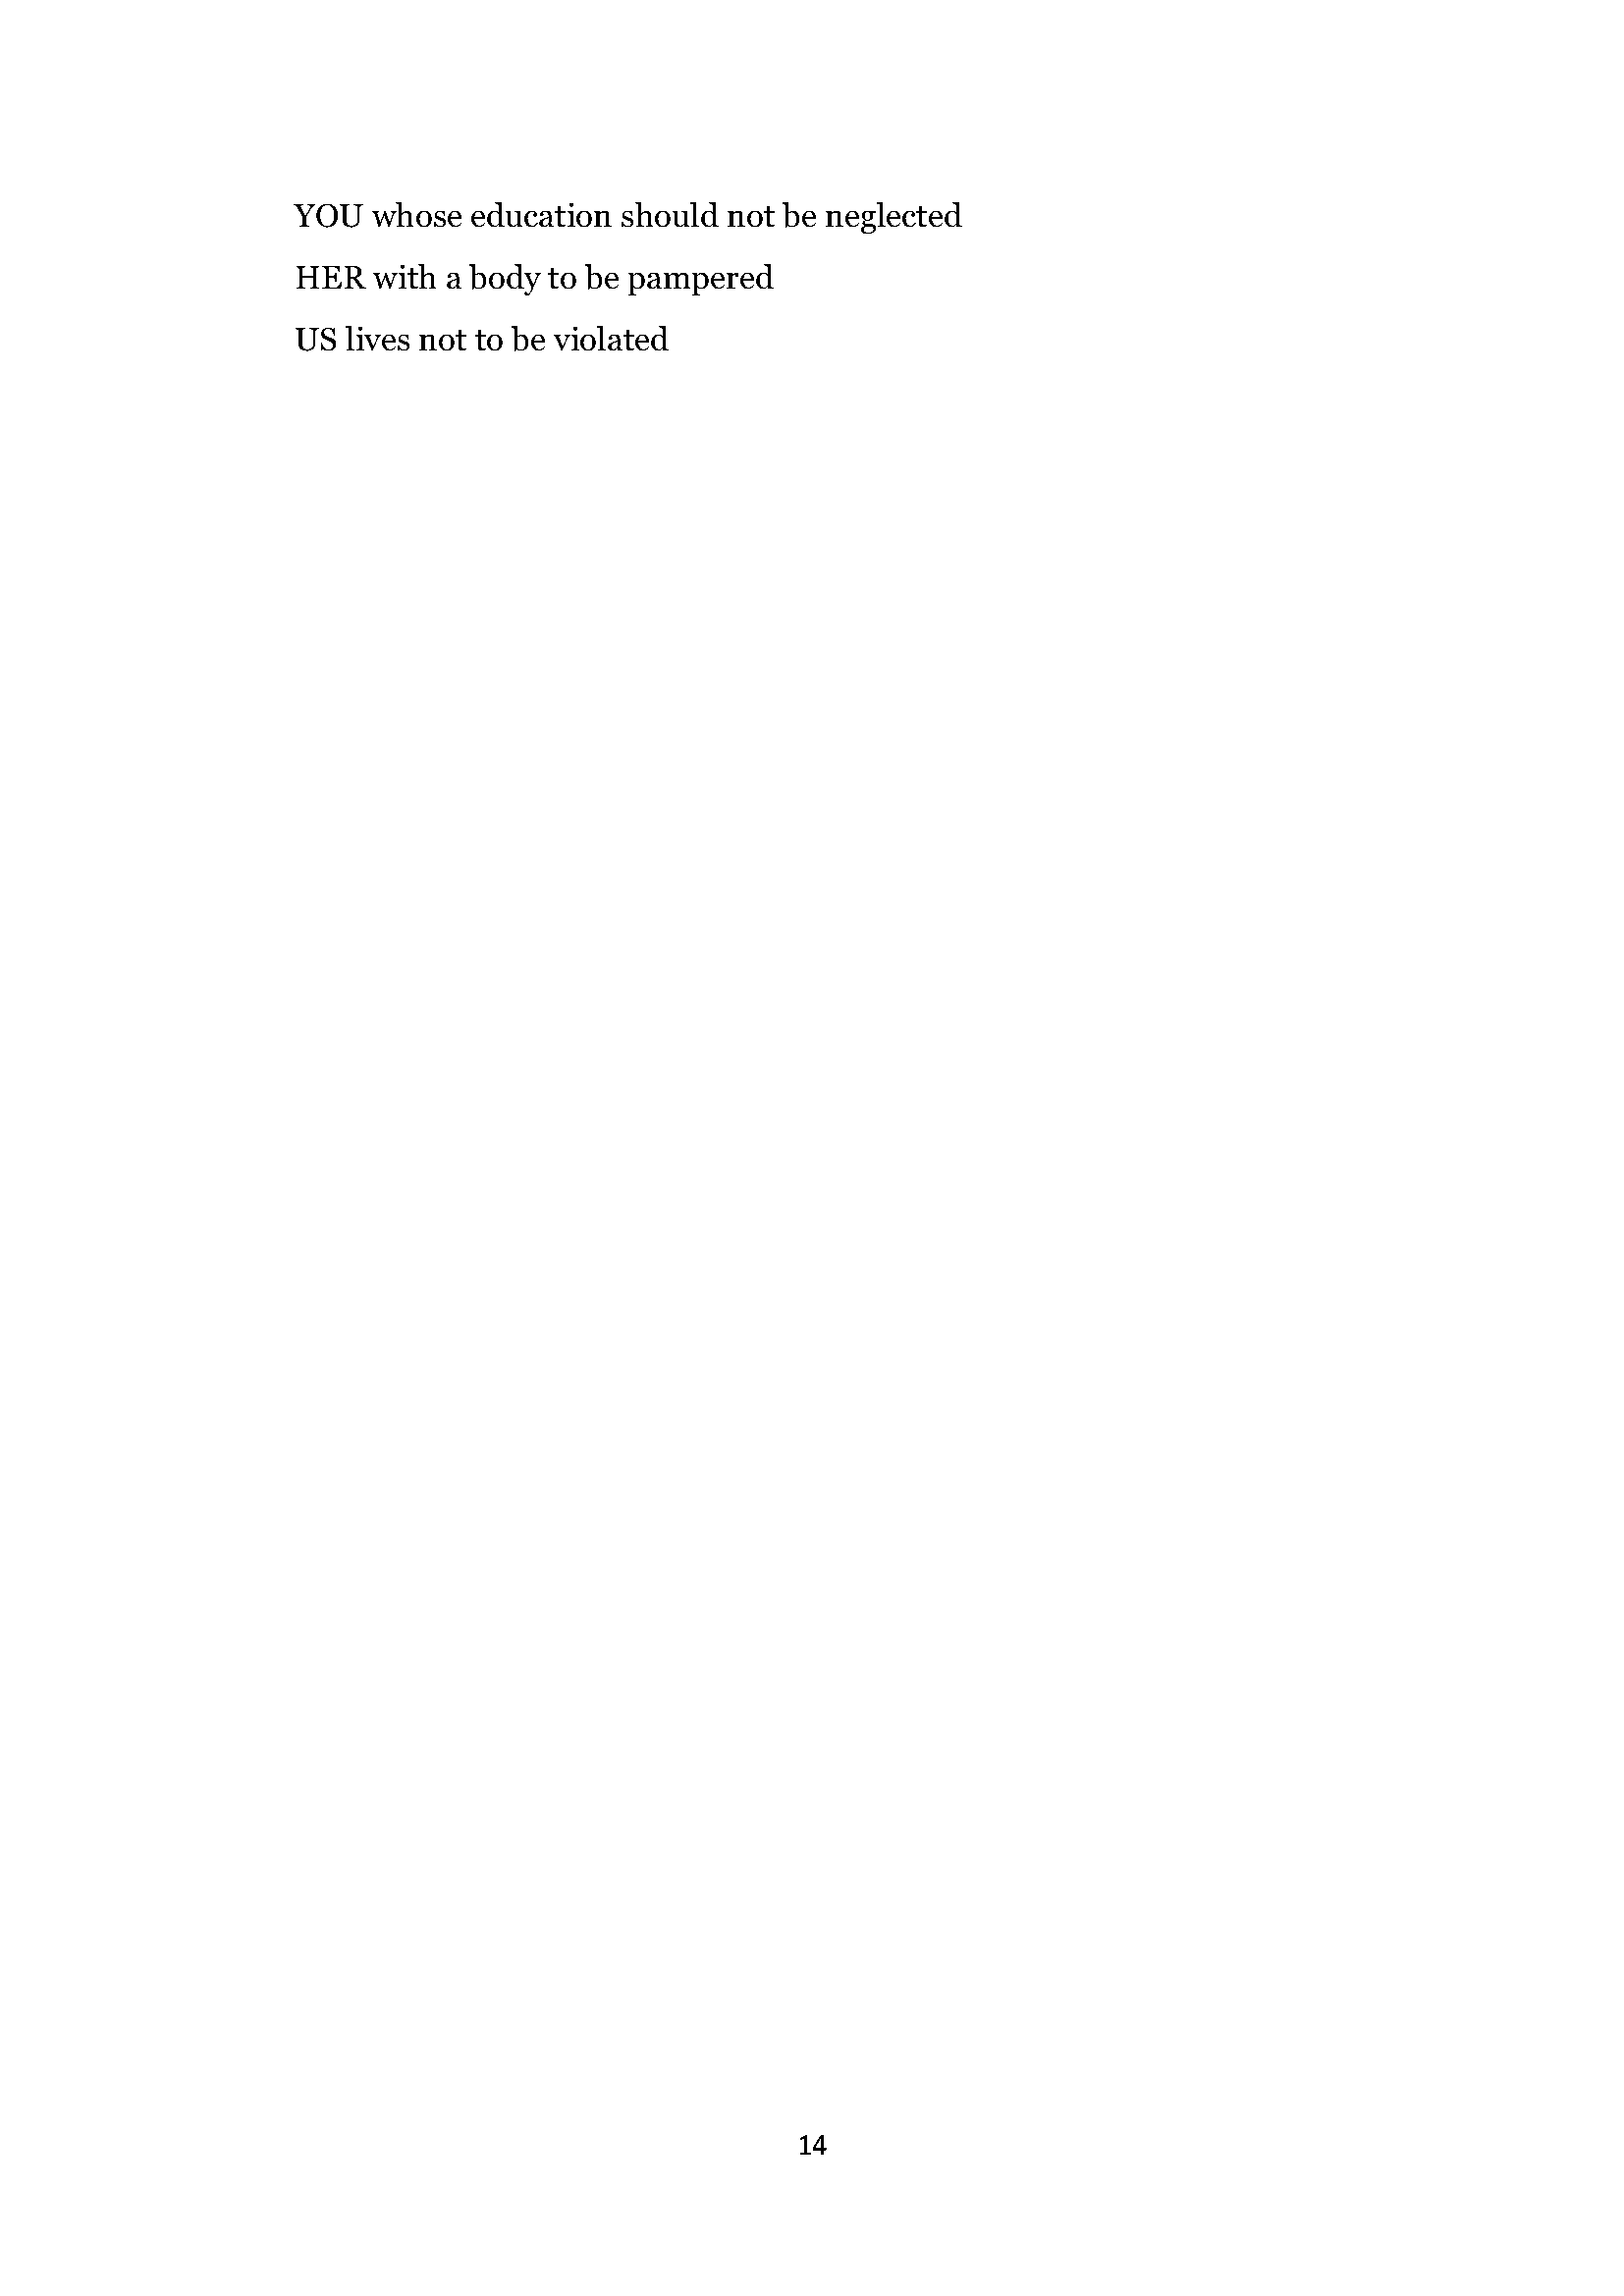 YOU whose education should not be neglected
HER with a body to be pampered
US lives not to be violated
14